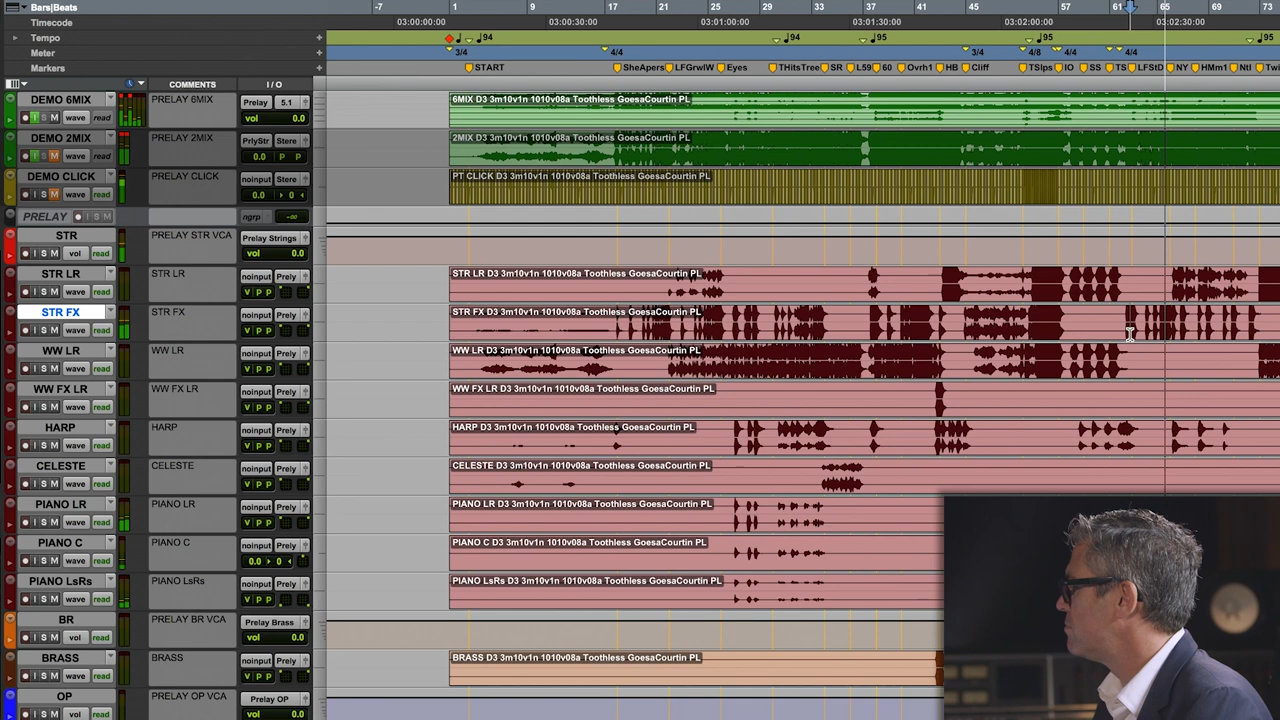 Bars|Beats -7 1 9 17 21 25 29 33 37 41 45 49 53 57 61 65 69 73
Timecode 03:00:00:00 03:00:30:00 03:01:00:00 03:01:30:00 03:02:00:00 03:02:30:00
Tempo 94 94 95 95 95
Meter 3/4 4/4 3/4 4/8 4/4 4/4
Markers START SheApers LFGrwlW Eyes THitsTree SR L59 60 Ovrh1 HB Cliff TSlps IO SS TS LFStD NY HMm1 Ntl Twi
COMMENTS I / O
DEMO 6MIX PRELAY 6MIX Prelay 5.1 6MIX D3 3m10v1n 1010v08a Toothless GoesaCourtin PL
I S M wave read vol 0.0
DEMO 2MIX PRELAY 2MIX PrlyStr Stere 2MIX D3 3m10v1n 1010v08a Toothless GoesaCourtin PL
I S M wave read 0.0 P P
DEMO CLICK PRELAY CLICK noinput Stere PT CLICK D3 3m10v1n 1010v08a Toothless GoesaCourtin PL
I S M wave read 0.0 0
PRELAY I S M ngrp -∞
STR PRELAY STR VCA Prelay Strings
I S M vol read vol 0.0
STR LR STR LR noinput Prely STR LR D3 3m10v1n 1010v08a Toothless GoesaCourtin PL
I S M wave read V P P
STR FX STR FX noinput Prely STR FX D3 3m10v1n 1010v08a Toothless GoesaCourtin PL
I S M wave read V P P
WW LR WW LR noinput Prely WW LR D3 3m10v1n 1010v08a Toothless GoesaCourtin PL
I S M wave read V P P
WW FX LR WW FX LR noinput Prely WW FX LR D3 3m10v1n 1010v08a Toothless GoesaCourtin PL
I S M wave read V P P
HARP HARP noinput Prely HARP D3 3m10v1n 1010v08a Toothless GoesaCourtin PL
I S M wave read V P P
CELESTE CELESTE noinput Prely CELESTE D3 3m10v1n 1010v08a Toothless GoesaCourtin PL
I S M wave read V P P
PIANO LR PIANO LR noinput Prely PIANO LR D3 3m10v1n 1010v08a Toothless GoesaCourtin PL
I S M wave read V P P
PIANO C PIANO C noinput Prely PIANO C D3 3m10v1n 1010v08a Toothless GoesaCourtin PL
I S M wave read 0.0 0
PIANO LsRs PIANO LsRs noinput Prely PIANO LsRs D3 3m10v1n 1010v08a Toothless GoesaCourtin PL
I S M wave read V P P
BR PRELAY BR VCA Prelay Brass
I S M vol read vol 0.0
BRASS BRASS noinput Prely BRASS D3 3m10v1n 1010v08a Toothless GoesaCourtin PL
I S M wave read V P P
OP PRELAY OP VCA Prelay OP
I S M vol read vol 0.0